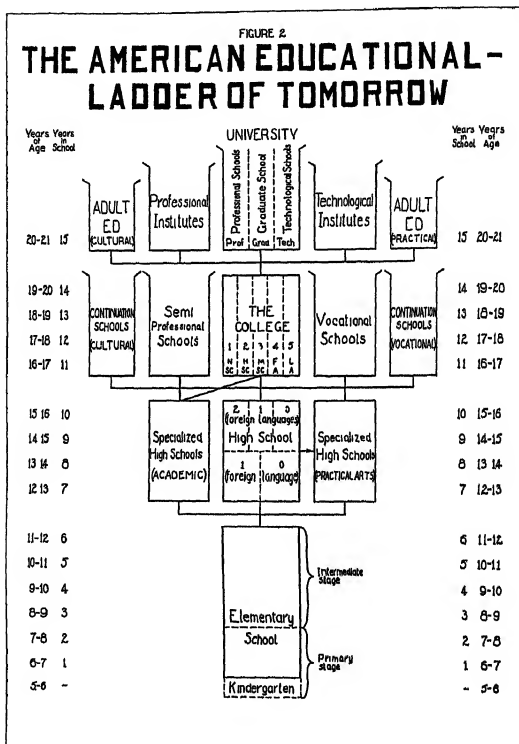 FIGURE 2
THE AMERICAN EDUCATIONAL-
LADDER OF TOMORROW
Years of Age
Years in School
UNIVERSITY
Years in School
Years of Age
ADULT ED (CULTURAL)
Professional Institutes
Professional Schools
Graduate School
Technological Schools
Prof Grad Tech
Technological Institutes
ADULT ED (PRACTICAL)
20-21 15
15 20-21
CONTINUATION SCHOOLS (CULTURAL)
Semi Professional Schools
THE COLLEGE
1 2 3 4 5
N SC
H SC
M SC
F A
L A
Vocational Schools
CONTINUATION SCHOOLS (VOCATIONAL)
19-20 14
18-19 13
17-18 12
16-17 11
14 19-20
13 18-19
12 17-18
11 16-17
Specialized High Schools (ACADEMIC)
2 1 0
(foreign languages)
High School
1 0
(foreign language)
Specialized High Schools (PRACTICAL ARTS)
15 16 10
14 15 9
13 14 8
12 13 7
10 15-16
9 14-15
8 13 14
7 12-13
Elementary
School
Kindergarten
Intermediate stage
Primary stage
11-12 6
10-11 5
9-10 4
8-9 3
7-8 2
6-7 1
5-6 -
6 11-12
5 10-11
4 9-10
3 8-9
2 7-8
1 6-7
- 5-6